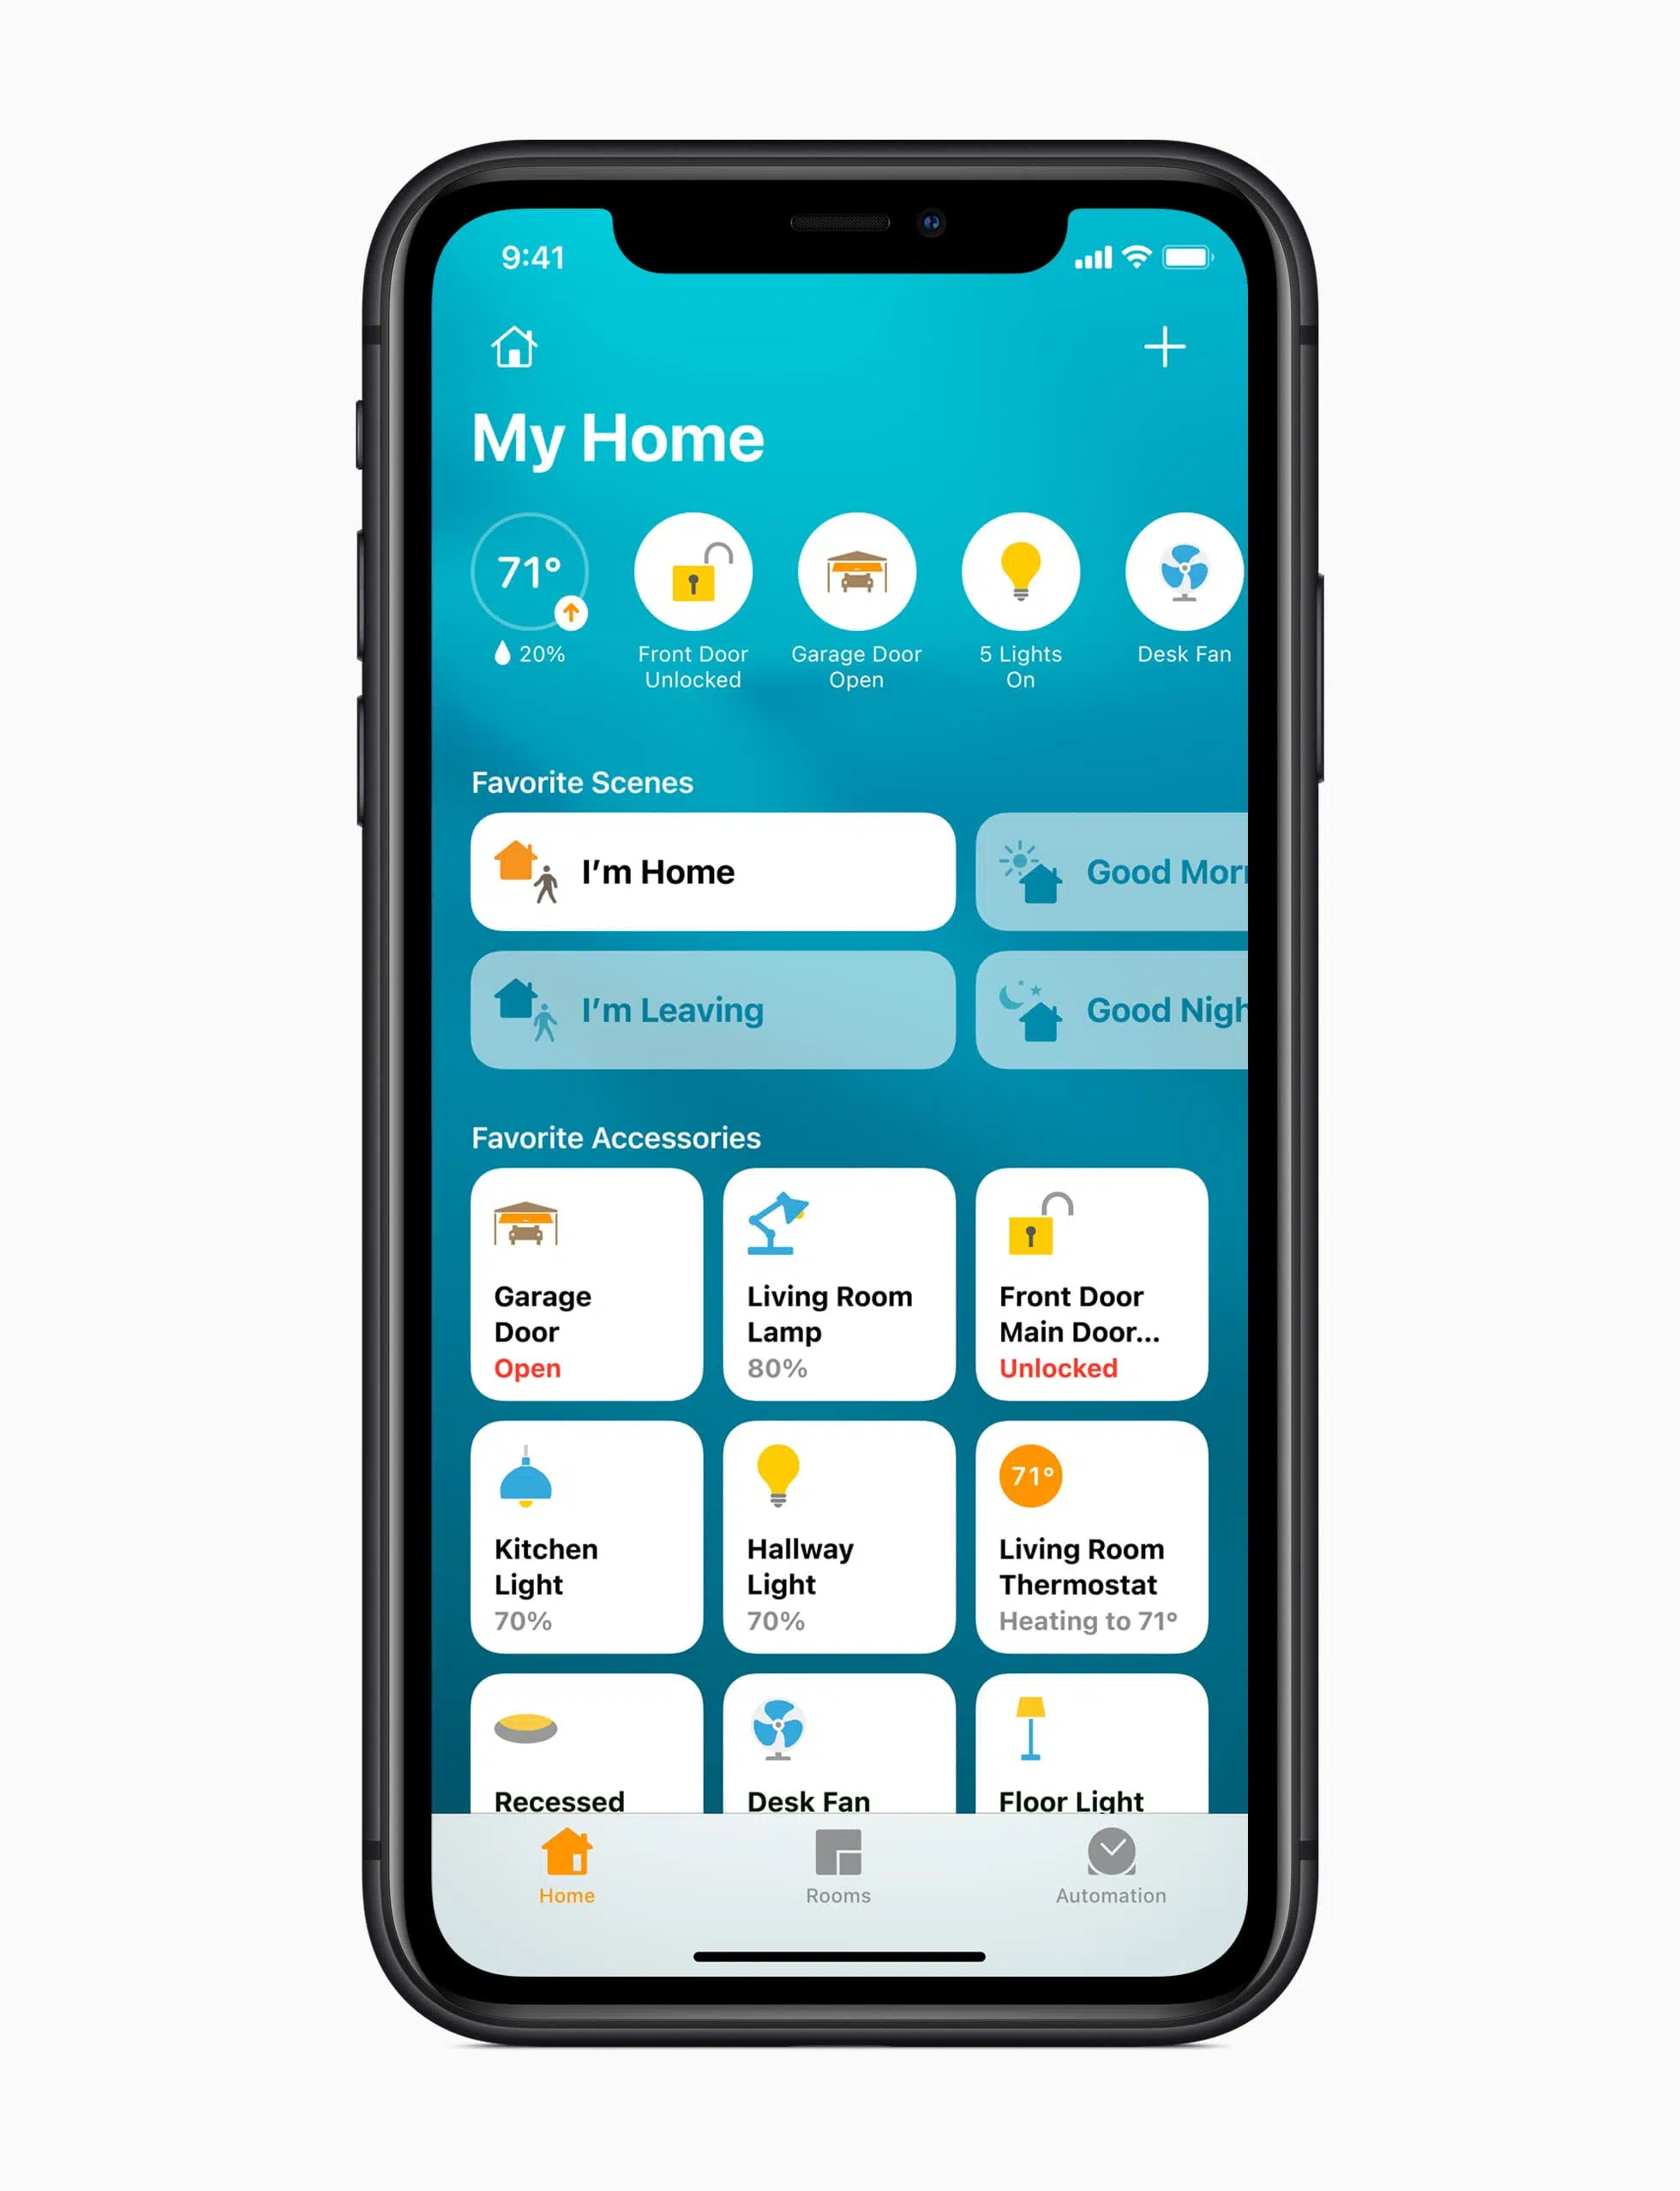 9:41
My Home
71°
20%
Front Door
Unlocked
Garage Door
Open
5 Lights
On
Desk Fan
Favorite Scenes
I'm Home
Good Morn
I'm Leaving
Good Nigh
Favorite Accessories
Garage
Door
Open
Living Room
Lamp
80%
Front Door
Main Door...
Unlocked
Kitchen
Light
70%
Hallway
Light
70%
71°
Living Room
Thermostat
Heating to 71°
Recessed
Desk Fan
Floor Light
Home
Rooms
Automation